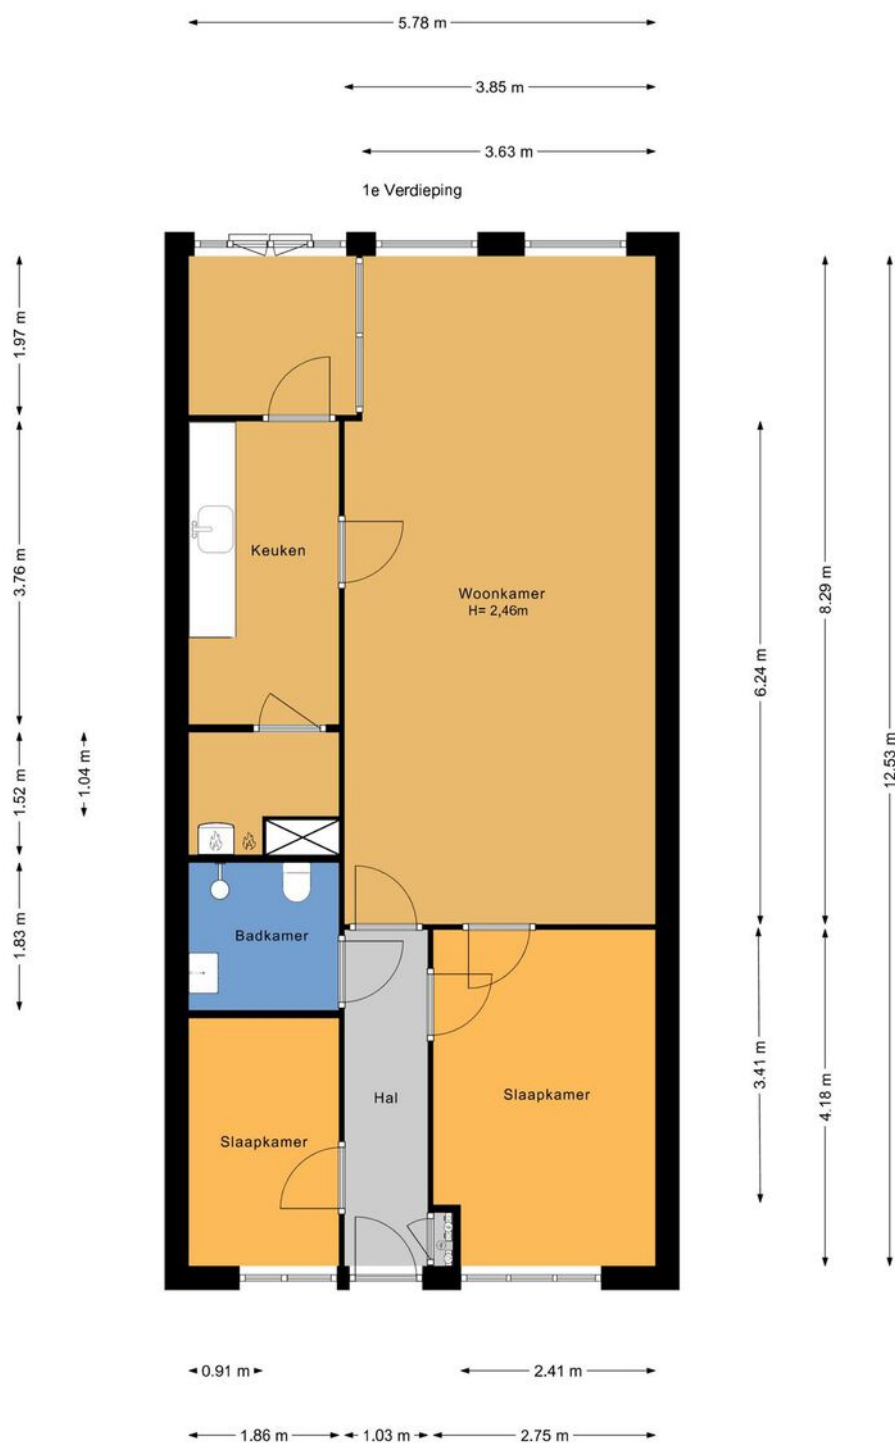 5.78 m
3.85 m
3.63 m
1e Verdieping
1.97 m
3.76 m
1.52 m
1.04 m
1.83 m
Keuken
Woonkamer
H= 2,46m
Badkamer
Hal
Slaapkamer
Slaapkamer
6.24 m
3.41 m
8.29 m
4.18 m
12.53 m
0.91 m
2.41 m
1.86 m
1.03 m
2.75 m